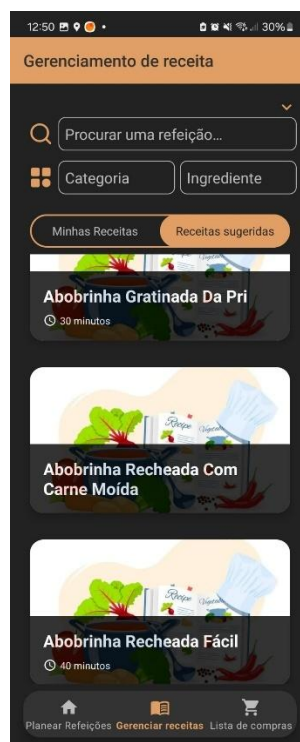 12:50
30%
Gerenciamento de receita
Procurar uma refeição...
Categoria
Ingrediente
Minhas Receitas
Receitas sugeridas
Abobrinha Gratinada Da Pri
30 minutos
Recipe
Abobrinha Recheada Com
Carne Moída
Recipe
Abobrinha Recheada Fácil
40 minutos
Planear Refeições
Gerenciar receitas
Lista de compras